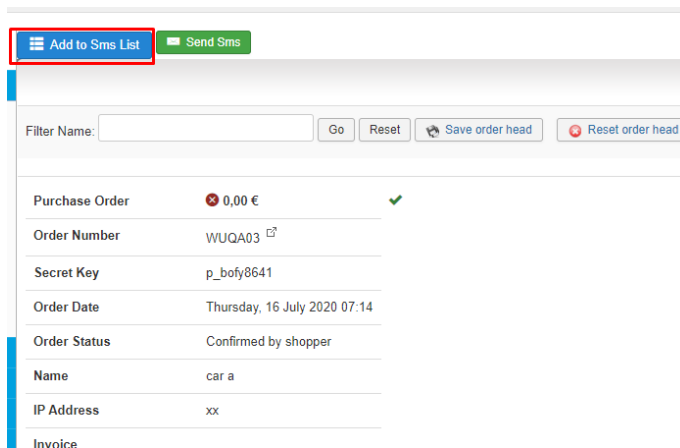 Add to Sms List Send Sms
Filter Name: Go Reset Save order head Reset order head
Purchase Order 0,00 €
Order Number WUQA03
Secret Key p_bofy8641
Order Date Thursday, 16 July 2020 07:14
Order Status Confirmed by shopper
Name car a
IP Address xx
Invoice